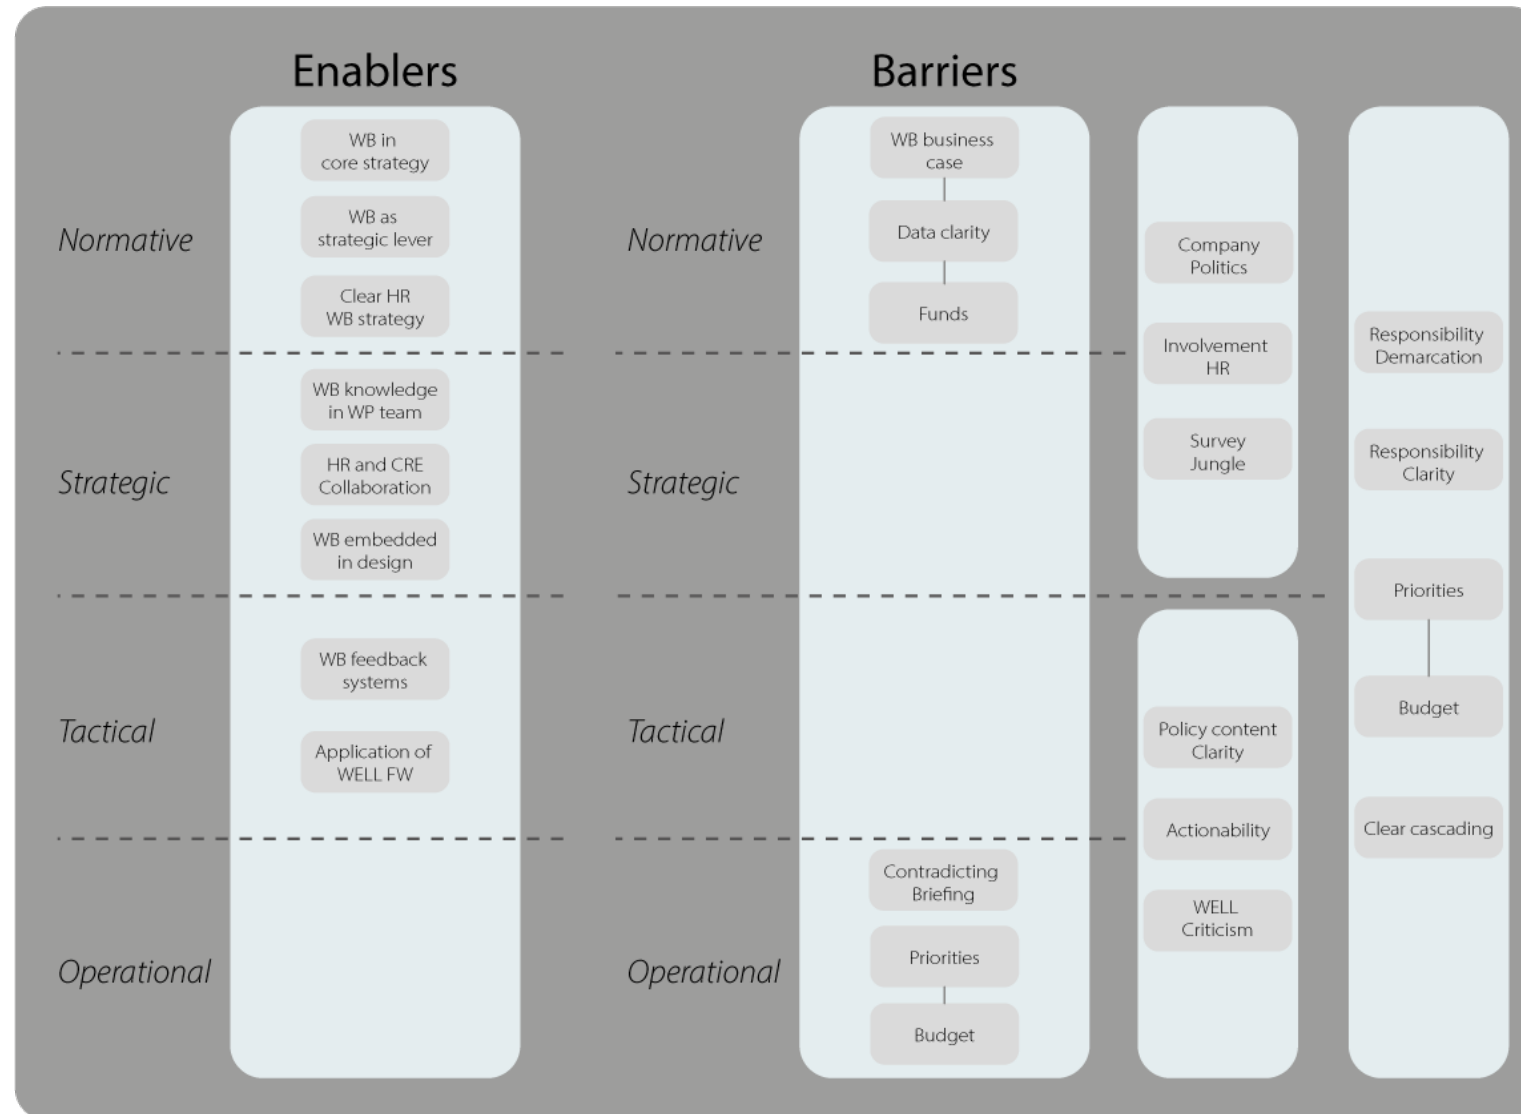 Enablers
Normative
WB in
core strategy
WB as
strategic lever
Clear HR
WB strategy
Strategic
WB knowledge
in WP team
HR and CRE
Collaboration
WB embedded
in design
Tactical
WB feedback
systems
Application of
WELL FW
Operational
Barriers
Normative
WB business
case
Data clarity
Funds
Strategic
Tactical
Operational
Contradicting
Briefing
Priorities
Budget
Company
Politics
Involvement
HR
Survey
Jungle
Policy content
Clarity
Actionability
WELL
Criticism
Responsibility
Demarcation
Responsibility
Clarity
Priorities
Budget
Clear cascading